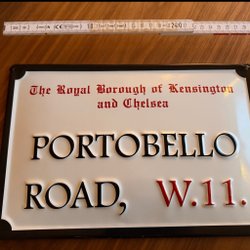 The Royal Borough of Kensington
and Chelsea
PORTOBELLO
ROAD, W.11.